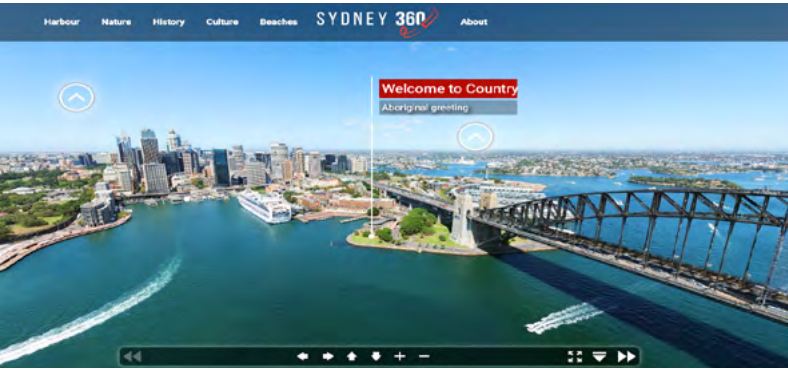 Harbour Nature History Culture Beaches SYDNEY 360 About
Welcome to Country
Aboriginal greeting